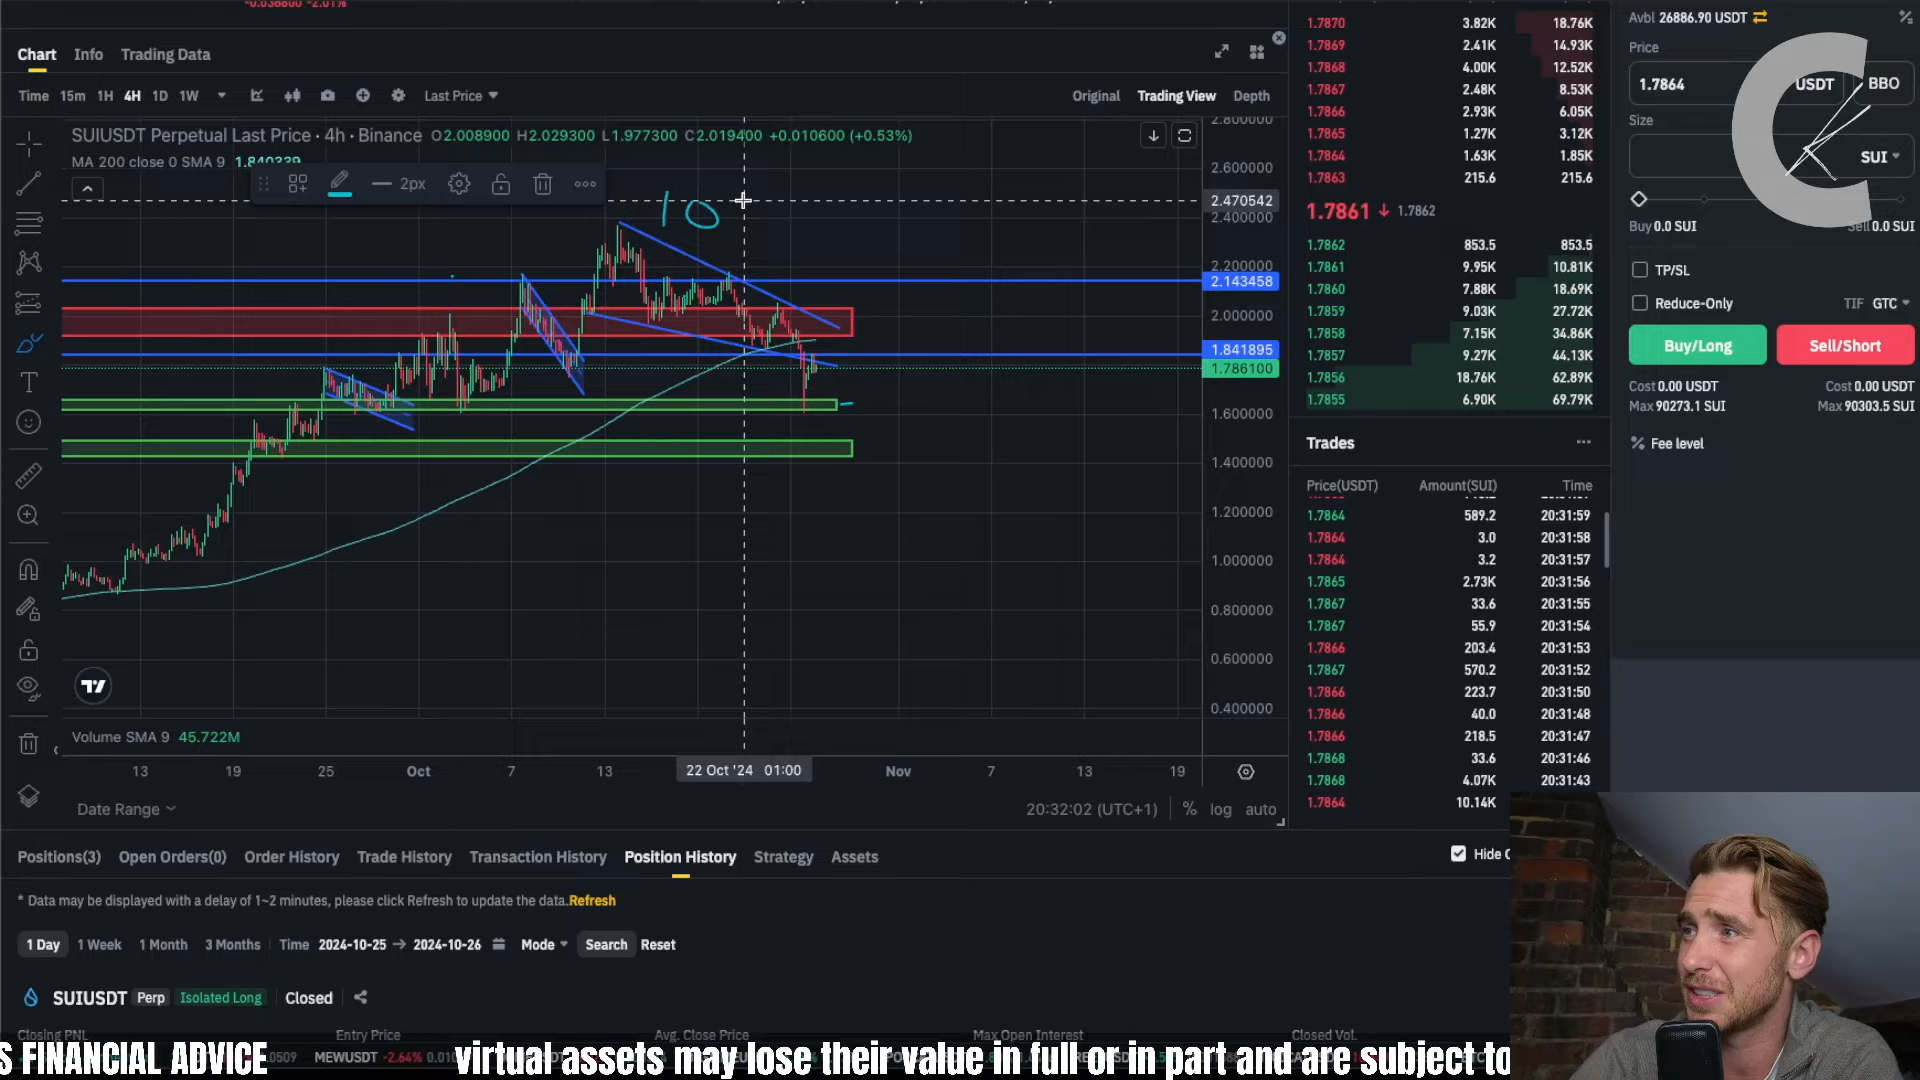 -0.036600 -2.01%
Chart Info Trading Data
Time 15m 1H 4H 1D 1W Last Price Original Trading View Depth
SUIUSDT Perpetual Last Price · 4h · Binance O2.008900 H2.029300 L1.977300 C2.019400 +0.010600 (+0.53%)
MA 200 close 0 SMA 9 1.840339
2px
10
2.800000
2.600000
2.470542
2.400000
2.200000
2.143458
2.000000
1.841895
1.786100
1.600000
1.400000
1.200000
1.000000
0.800000
0.600000
0.400000
Volume SMA 9 45.722M
13 19 25 Oct 7 13 22 Oct '24 01:00 Nov 7 13 19
Date Range 20:32:02 (UTC+1) % log auto
1.7870 3.82K 18.76K
1.7869 2.41K 14.93K
1.7868 4.00K 12.52K
1.7867 2.48K 8.53K
1.7866 2.93K 6.05K
1.7865 1.27K 3.12K
1.7864 1.63K 1.85K
1.7863 215.6 215.6
1.7861 1.7862
1.7862 853.5 853.5
1.7861 9.95K 10.81K
1.7860 7.88K 18.69K
1.7859 9.03K 27.72K
1.7858 7.15K 34.86K
1.7857 9.27K 44.13K
1.7856 18.76K 62.89K
1.7855 6.90K 69.79K
Trades
Price(USDT) Amount(SUI) Time
1.7864 589.2 20:31:59
1.7864 3.0 20:31:58
1.7864 3.2 20:31:57
1.7865 2.73K 20:31:56
1.7867 33.6 20:31:55
1.7867 55.9 20:31:54
1.7866 203.4 20:31:53
1.7867 570.2 20:31:52
1.7866 223.7 20:31:50
1.7866 40.0 20:31:48
1.7866 218.5 20:31:47
1.7868 33.6 20:31:46
1.7868 4.07K 20:31:43
1.7864 10.14K
Avbl 26886.90 USDT
Price
1.7864 USDT BBO
Size
SUI
Buy 0.0 SUI Sell 0.0 SUI
TP/SL
Reduce-Only TIF GTC
Buy/Long Sell/Short
Cost 0.00 USDT Cost 0.00 USDT
Max 90273.1 SUI Max 90303.5 SUI
% Fee level
Positions(3) Open Orders(0) Order History Trade History Transaction History Position History Strategy Assets Hide
* Data may be displayed with a delay of 1~2 minutes, please click Refresh to update the data.Refresh
1 Day 1 Week 1 Month 3 Months Time 2024-10-25 → 2024-10-26 Mode Search Reset
SUIUSDT Perp Isolated Long Closed
Closing PNL Entry Price Avg. Close Price Max Open Interest Closed Vol.
MEWUSDT -2.64%
S FINANCIAL ADVICE virtual assets may lose their value in full or in part and are subject to